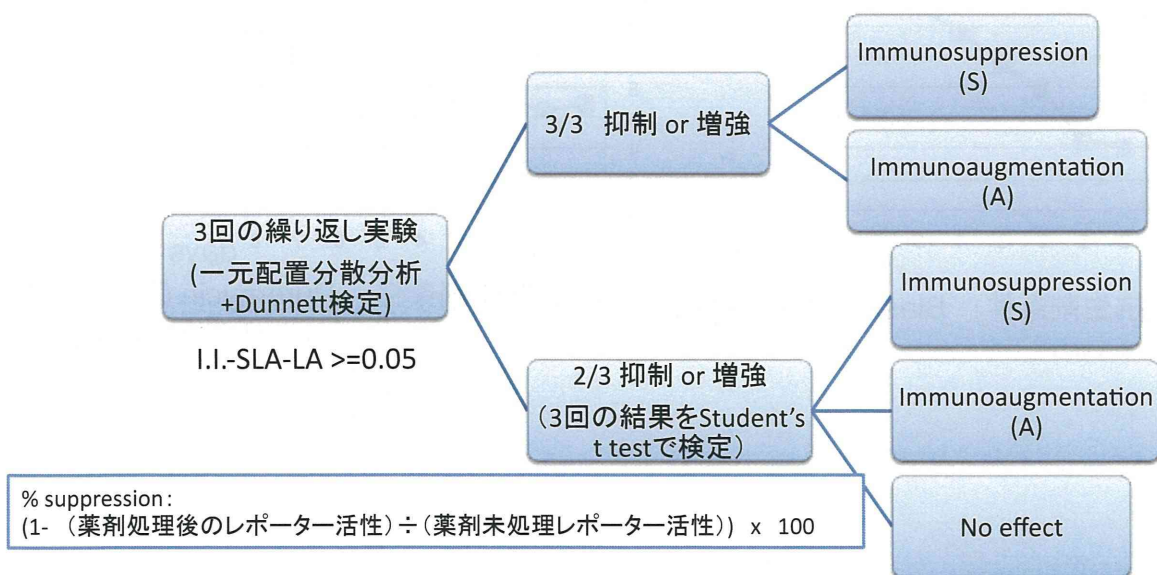 3回の繰り返し実験
(一元配置分散分析
+Dunnett検定)
I.I.-SLA-LA >=0.05
3/3 抑制 or 増強
Immunosuppression
(S)
Immunoaugmentation
(A)
2/3 抑制 or 増強
（3回の結果をStudent's
t testで検定）
Immunosuppression
(S)
Immunoaugmentation
(A)
No effect
% suppression：
(1- （薬剤処理後のレポーター活性）÷（薬剤未処理レポーター活性）) x 100